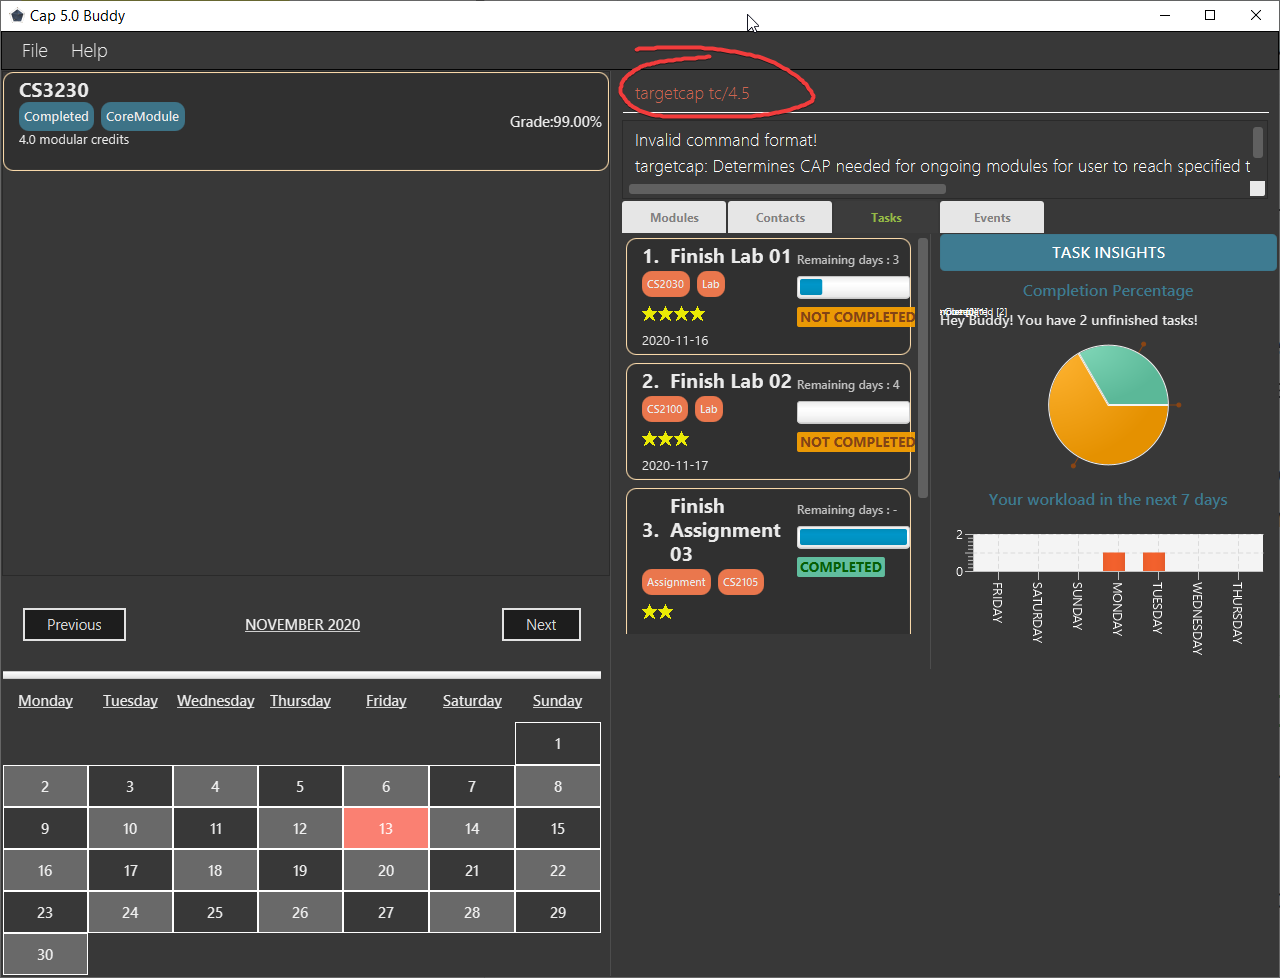 Cap 5.0 Buddy
File Help
CS3230
Completed CoreModule
Grade:99.00%
4.0 modular credits
targetcap tc/4.5
Invalid command format!
targetcap: Determines CAP needed for ongoing modules for user to reach specified t
Modules Contacts Tasks Events
1. Finish Lab 01
Remaining days : 3
CS2030 Lab
NOT COMPLETED
2020-11-16
2. Finish Lab 02
Remaining days : 4
CS2100 Lab
NOT COMPLETED
2020-11-17
3. Finish Assignment 03
Remaining days : -
COMPLETED
Assignment CS2105
TASK INSIGHTS
Completion Percentage
Hey Buddy! You have 2 unfinished tasks!
Your workload in the next 7 days
2
0
FRIDAY
SATURDAY
SUNDAY
MONDAY
TUESDAY
WEDNESDAY
THURSDAY
Previous NOVEMBER 2020 Next
Monday Tuesday Wednesday Thursday Friday Saturday Sunday
1
2 3 4 5 6 7 8
9 10 11 12 13 14 15
16 17 18 19 20 21 22
23 24 25 26 27 28 29
30